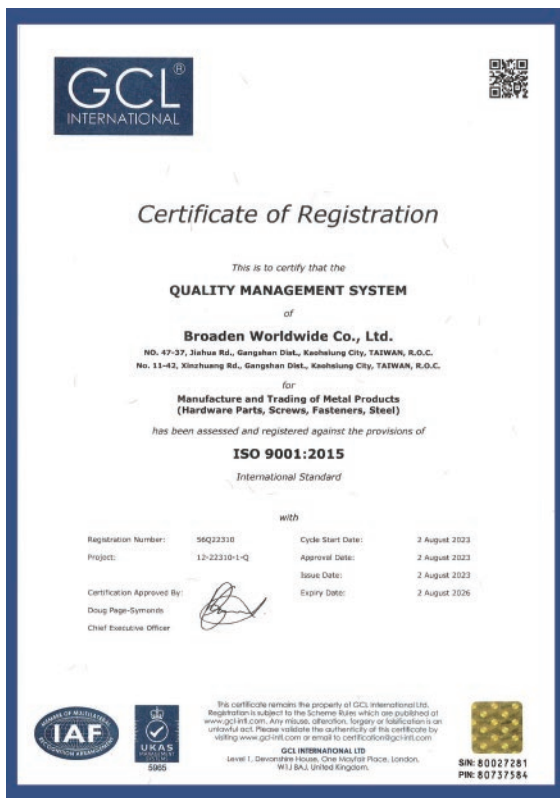 GCL®
INTERNATIONAL
Certificate of Registration
This is to certify that the
QUALITY MANAGEMENT SYSTEM
of
Broaden Worldwide Co., Ltd.
NO. 47-37, Jiahua Rd., Gangshan Dist., Kaohsiung City, TAIWAN, R.O.C.
No. 11-42, Xinzhuang Rd., Gangshan Dist., Kaohsiung City, TAIWAN, R.O.C.
for
Manufacture and Trading of Metal Products
(Hardware Parts, Screws, Fasteners, Steel)
has been assessed and registered against the provisions of
ISO 9001:2015
International Standard
with
Registration Number: 56Q22310 Cycle Start Date: 2 August 2023
Project: 12-22310-1-Q Approval Date: 2 August 2023
Issue Date: 2 August 2023
Certification Approved By: Expiry Date: 2 August 2026
Doug Page-Symonds
Chief Executive Officer
This certificate remains the property of GCL International Ltd.
Registration is subject to the Scheme Rules which are published at
www.gcl-intl.com. Any misuse, alteration, forgery or falsification is an
unlawful act. Please validate the authenticity of this certificate by
visiting www.gcl-intl.com or email to certification@gcl-intl.com
GCL INTERNATIONAL LTD
Level 1, Devonshire House, One Mayfair Place, London,
W1J 8AJ, United Kingdom.
MEMBER OF MULTILATERAL
IAF
RECOGNITION ARRANGEMENT
UKAS
MANAGEMENT
SYSTEMS
5985
S/N: 80027281
PIN: 80737584